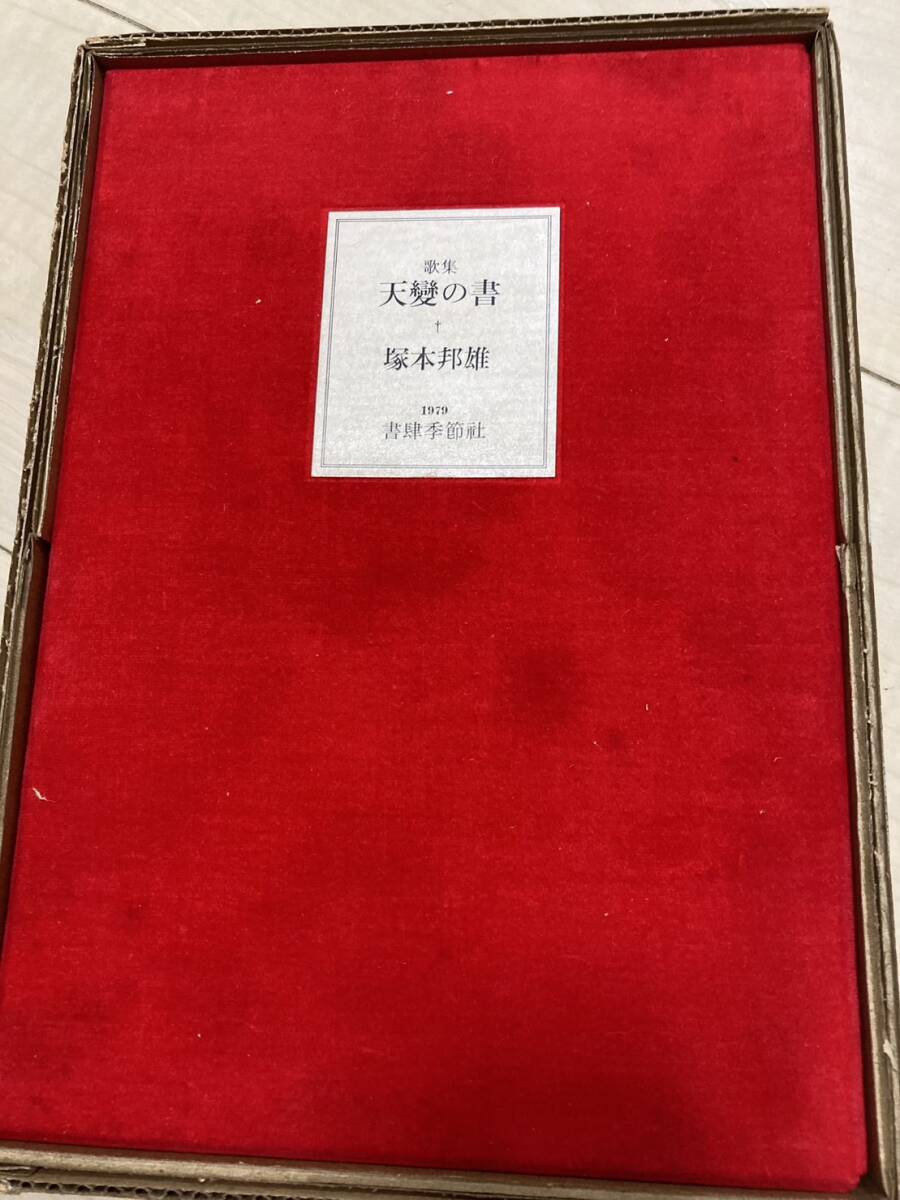 歌集
天變の書
†
塚本邦雄
1979
書肆季節社